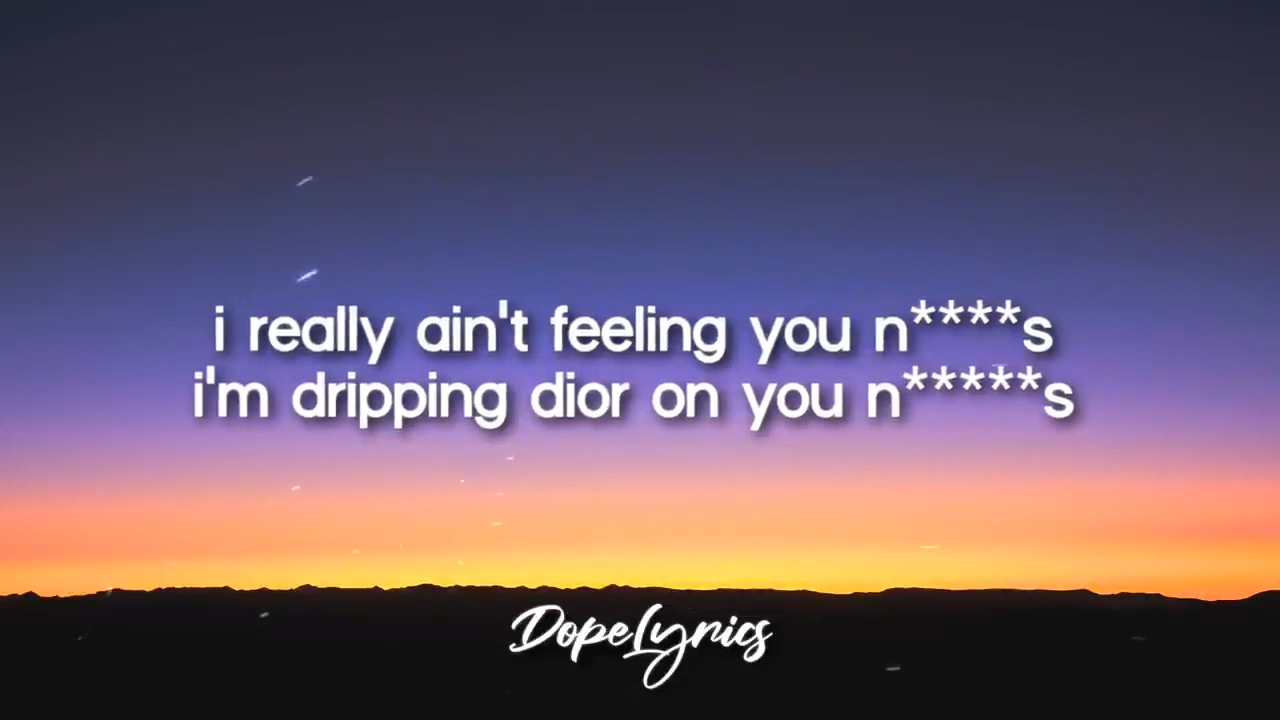 i really ain't feeling you n****s
i'm dripping dior on you n*****s
DopeLyrics